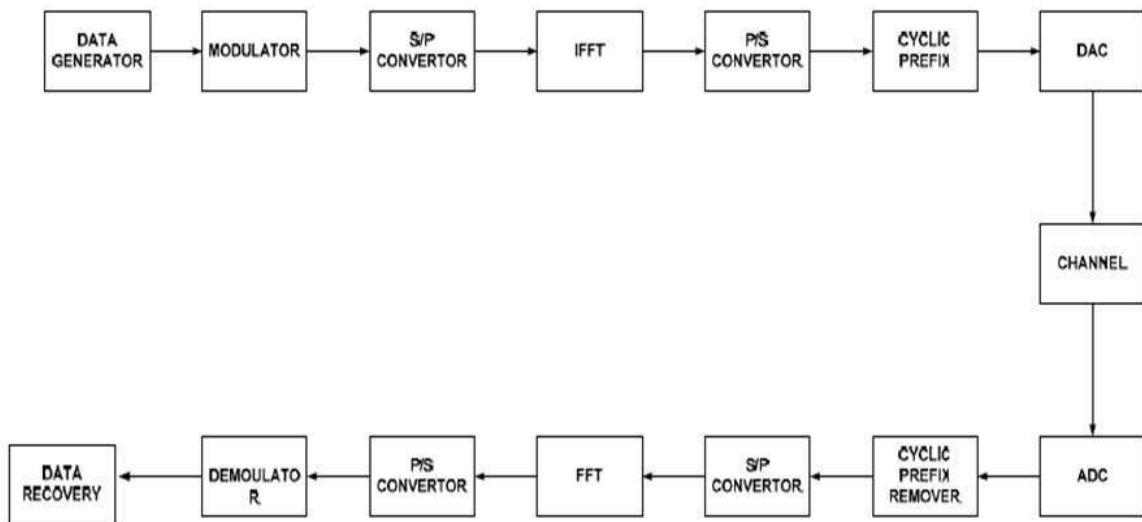 DATA
GENERATOR
MODULATOR
S/P
CONVERTOR
IFFT
P/S
CONVERTOR
CYCLIC
PREFIX
DAC
CHANNEL
DATA
RECOVERY
DEMOULATO
R
P/S
CONVERTOR
FFT
S/P
CONVERTOR
CYCLIC
PREFIX
REMOVER
ADC